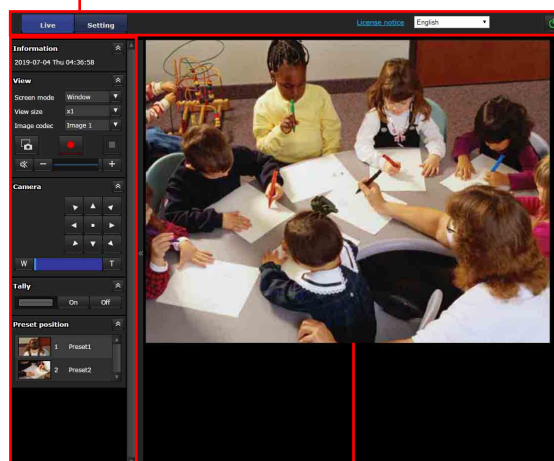 Live Setting License notice English
Information
2019-07-04 Thu 04:36:58
View
Screen mode Window
View size x1
Image codec Image 1
Camera
W T
Tally
On Off
Preset position
1 Preset1
2 Preset2